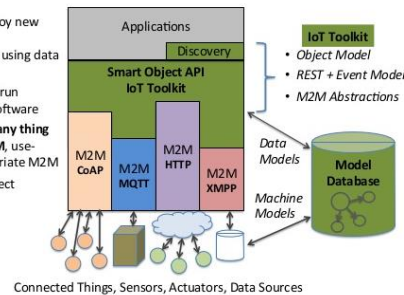 oy new
using data
run
oftware
any thing
M, use-
riate M2M
ect
Applications
Discovery
Smart Object API
IoT Toolkit
M2M
CoAP
M2M
MQTT
M2M
HTTP
M2M
XMPP
IoT Toolkit
• Object Model
• REST + Event Model
• M2M Abstractions
Data
Models
Machine
Models
Model
Database
Connected Things, Sensors, Actuators, Data Sources